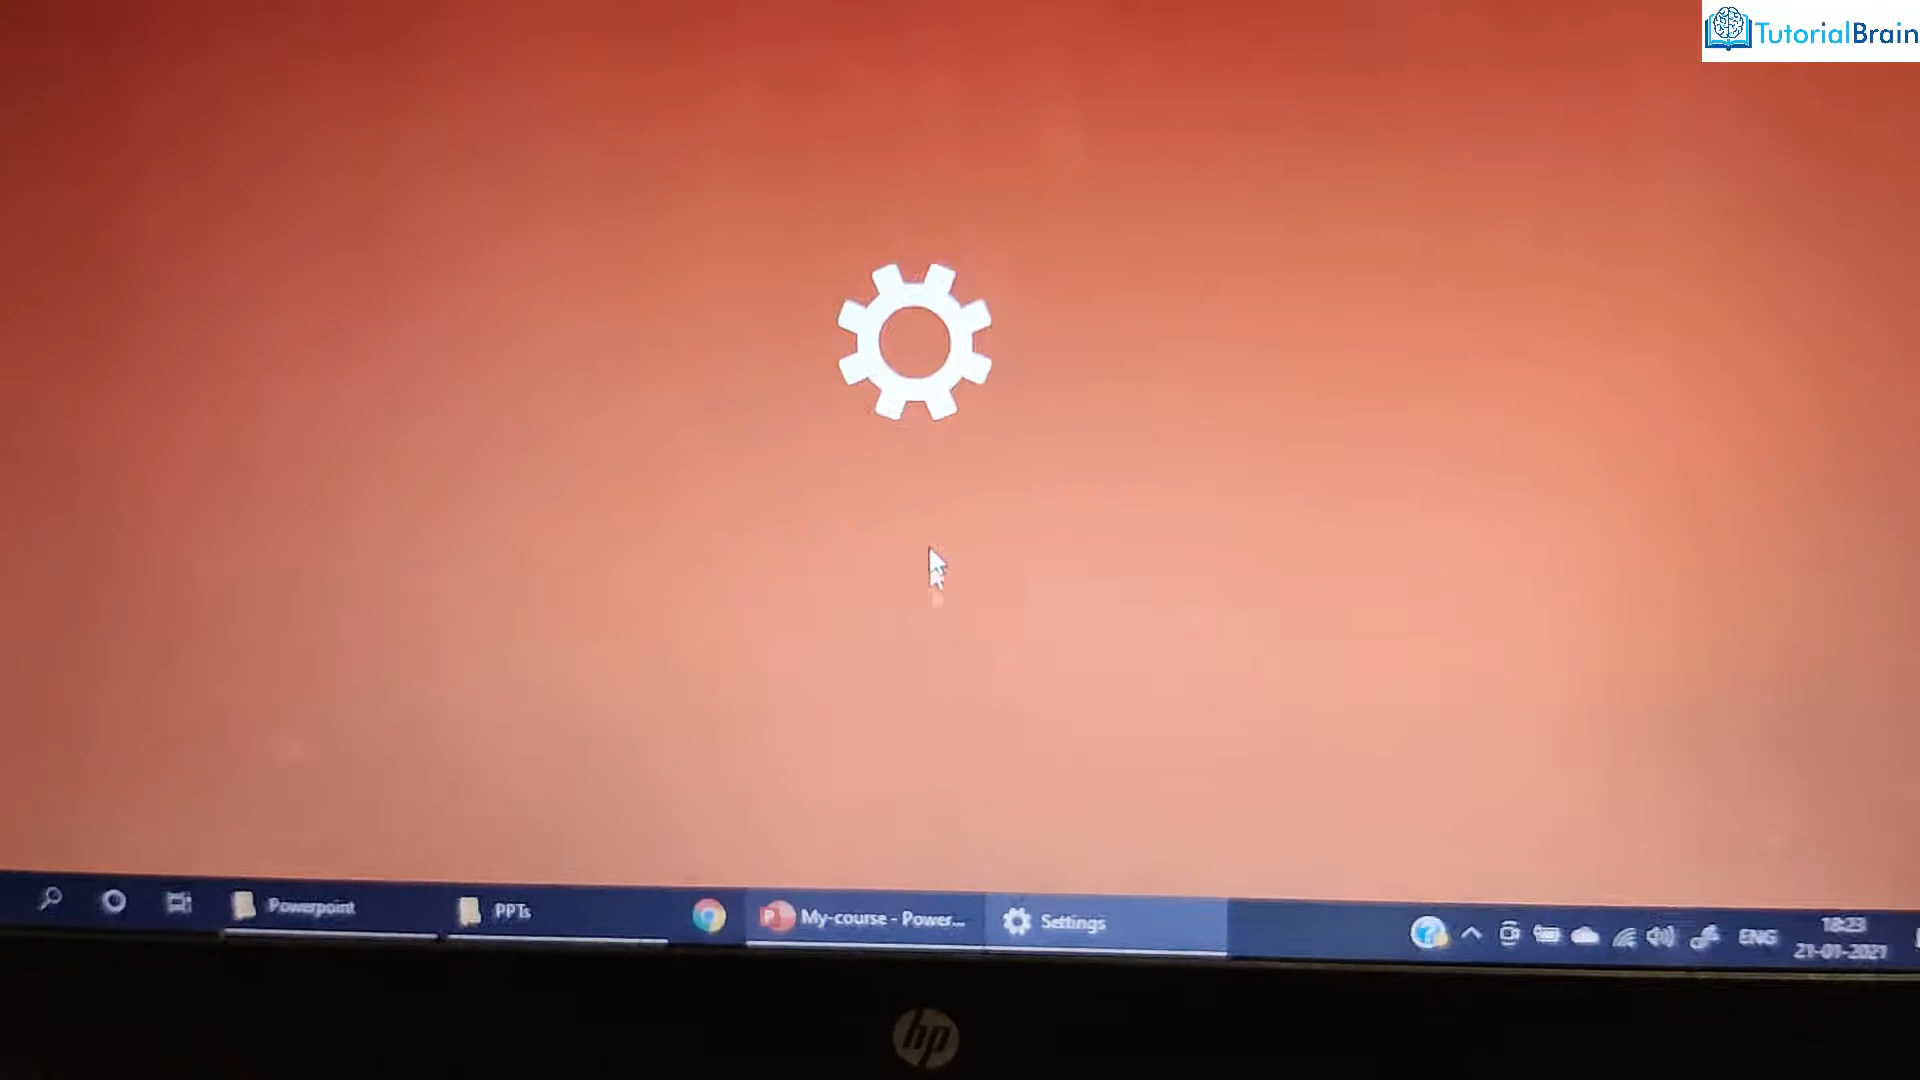 TutorialBrain
Powerpoint
PPTs
My-course - Power...
Settings
ENG
18:23
21-01-2021
hp